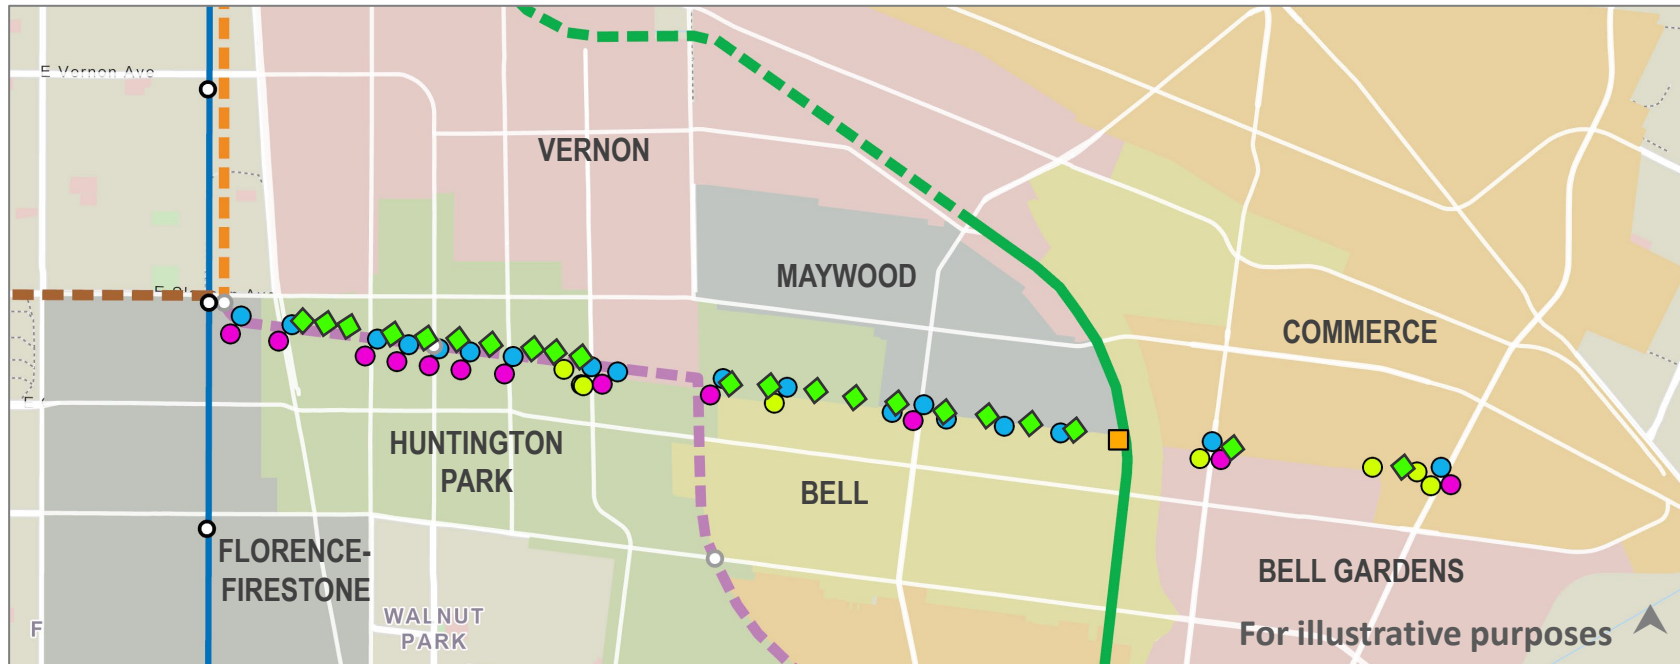 E Vernon Ave
VERNON
MAYWOOD
COMMERCE
HUNTINGTON
PARK
BELL
FLORENCE-
FIRESTONE
BELL GARDENS
WALNUT
PARK
F
For illustrative purposes